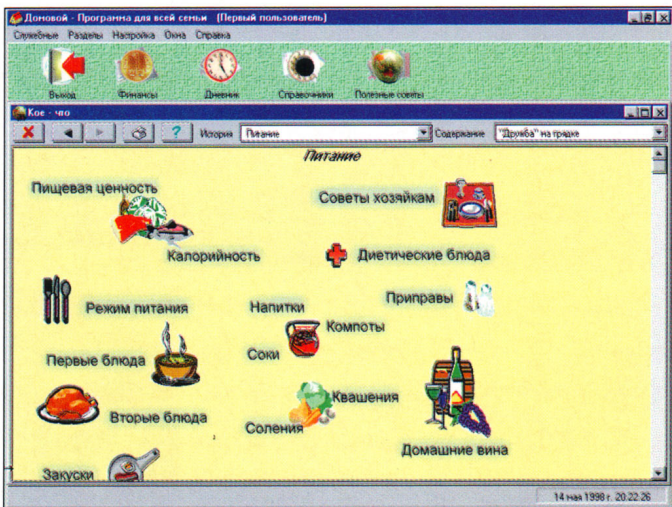 Домовой - Программа для всей семьи (Первый пользователь)
Служебные Разделы Настройка Окна Справка
Выход Финансы Дневник Справочники Полезные советы
Кое - что
История Питание Содержание "Дружба" на грядке
Питание
Пищевая ценность
Советы хозяйкам
Калорийность
Диетические блюда
Режим питания
Напитки
Приправы
Компоты
Первые блюда
Соки
Вторые блюда
Квашения
Соления
Домашние вина
Закуски
14 мая 1998 г. 20:22:26